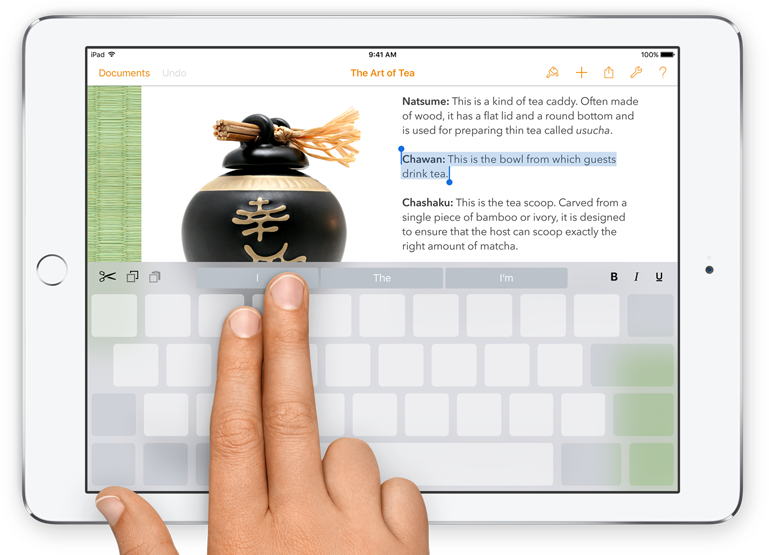 iPad 9:41 AM 100%
Documents Undo The Art of Tea ?
Natsume: This is a kind of tea caddy. Often made
of wood, it has a flat lid and a round bottom and
is used for preparing thin tea called usucha.
Chawan: This is the bowl from which guests
drink tea.
Chashaku: This is the tea scoop. Carved from a
single piece of bamboo or ivory, it is designed
to ensure that the host can scoop exactly the
right amount of matcha.
幸
I The I'm B I U